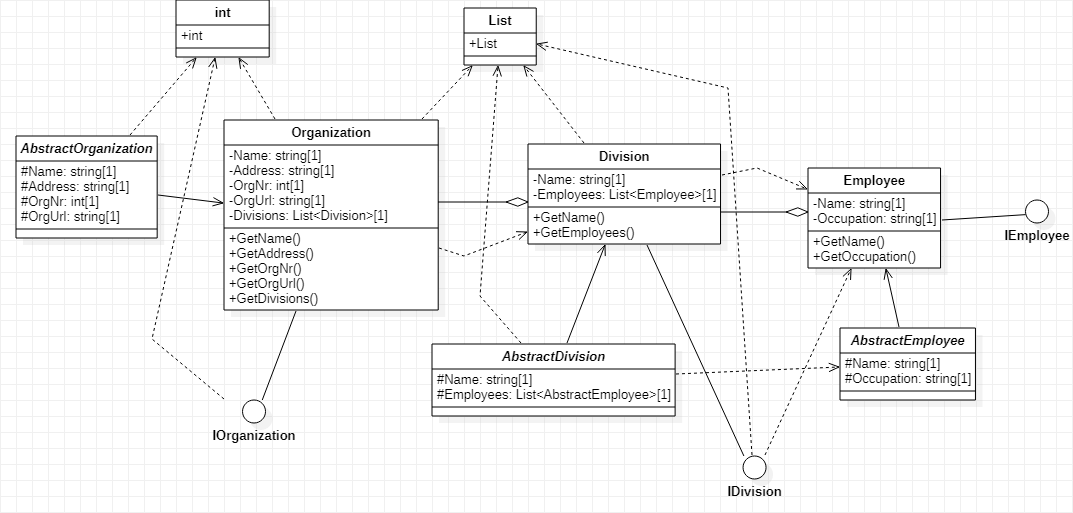 int
+int
List
+List
AbstractOrganization
#Name: string[1]
#Address: string[1]
#OrgNr: int[1]
#OrgUrl: string[1]
Organization
-Name: string[1]
-Address: string[1]
-OrgNr: int[1]
-OrgUrl: string[1]
-Divisions: List<Division>[1]
+GetName()
+GetAddress()
+GetOrgNr()
+GetOrgUrl()
+GetDivisions()
Division
-Name: string[1]
-Employees: List<Employee>[1]
+GetName()
+GetEmployees()
Employee
-Name: string[1]
-Occupation: string[1]
+GetName()
+GetOccupation()
IEmployee
AbstractDivision
#Name: string[1]
#Employees: List<AbstractEmployee>[1]
AbstractEmployee
#Name: string[1]
#Occupation: string[1]
IOrganization
IDivision